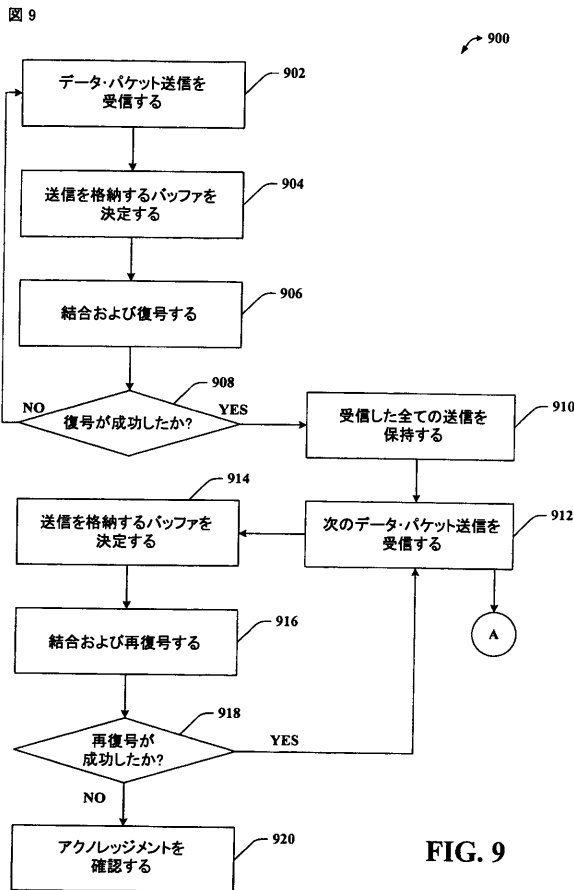 図 9
900
データ・パケット送信を
受信する
902
送信を格納するバッファを
決定する
904
結合および復号する
906
908
NO
復号が成功したか?
YES
受信した全ての送信を
保持する
910
914
送信を格納するバッファを
決定する
次のデータ・パケット送信を
受信する
912
結合および再復号する
916
A
918
再復号が
成功したか?
YES
NO
アクノレッジメントを
確認する
920
FIG. 9